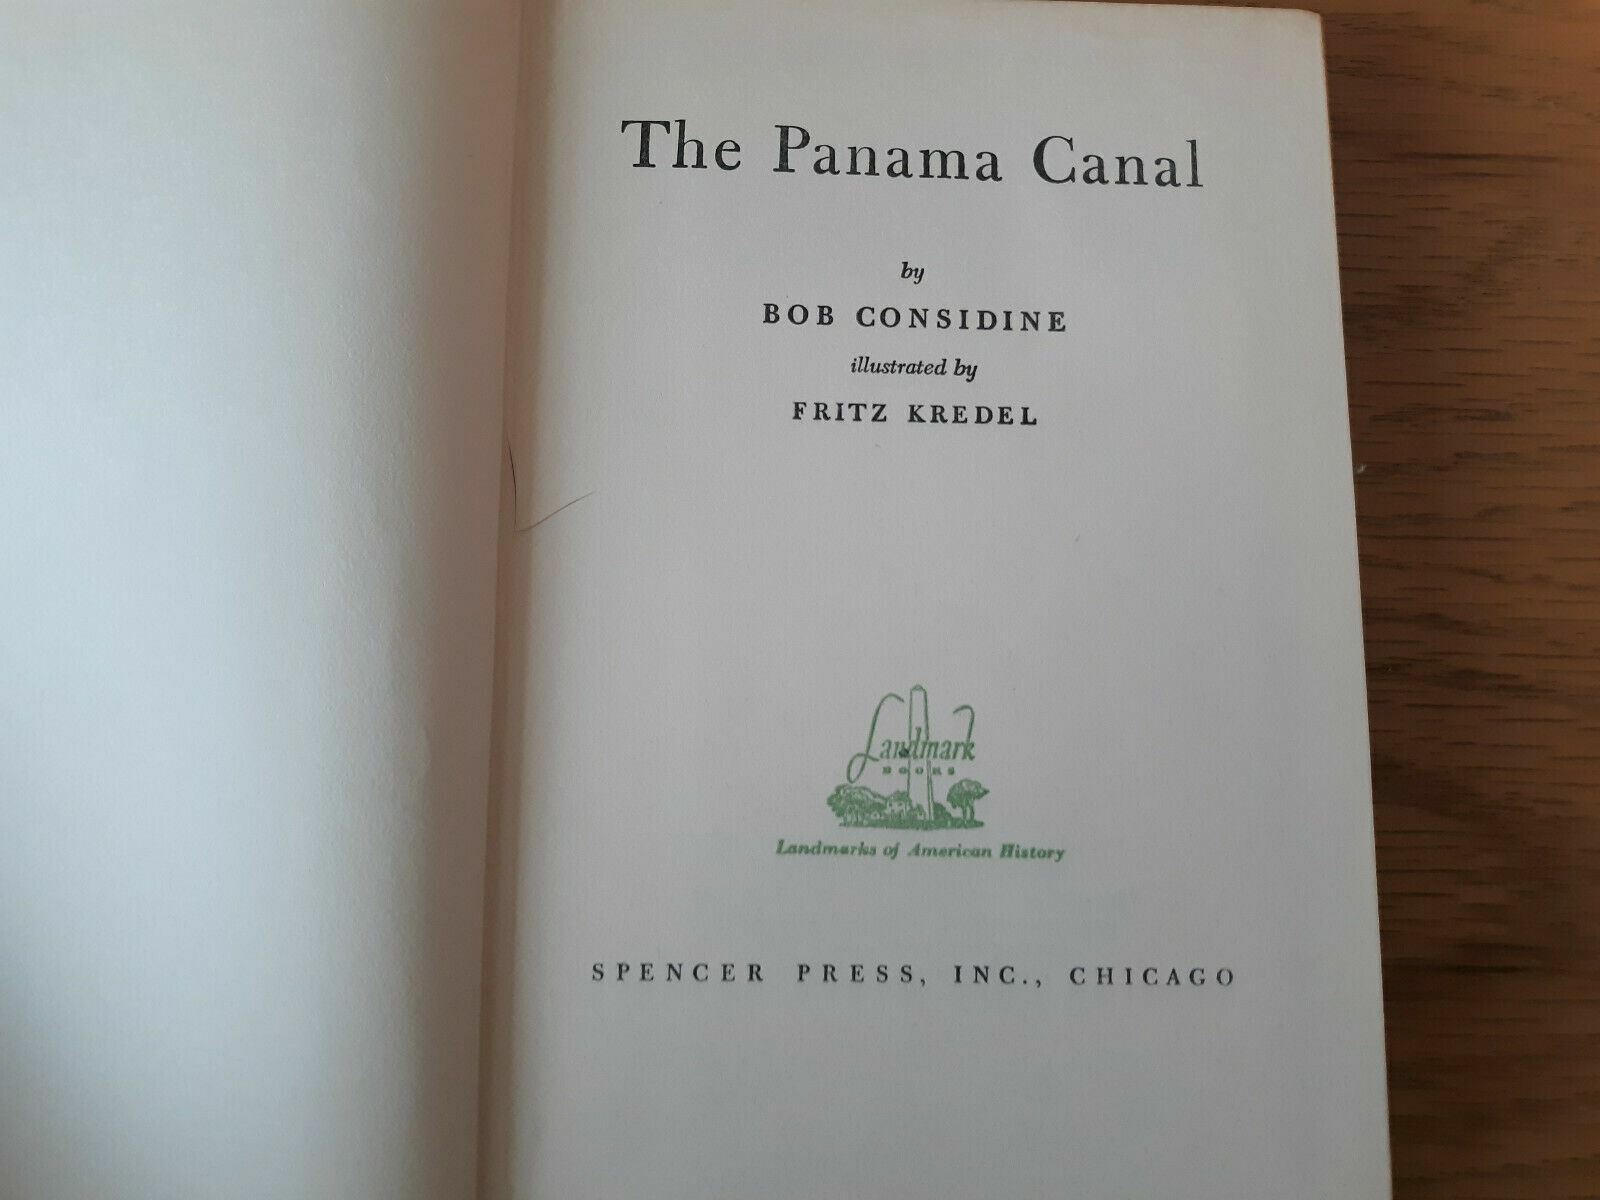 The Panama Canal
by
BOB CONSIDINE
illustrated by
FRITZ KREDEL
Landmark
BOOKS
Landmarks of American History
SPENCER PRESS, INC., CHICAGO